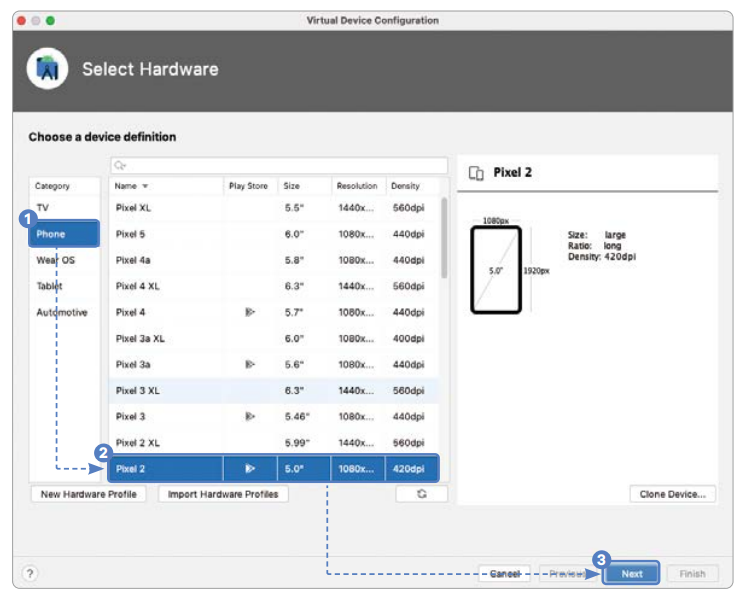 Virtual Device Configuration
Select Hardware
Choose a device definition
Category
TV
1
Phone
Wear OS
Tablet
Automotive
Name Play Store Size Resolution Density
Pixel XL 5.5" 1440x... 560dpi
Pixel 5 6.0" 1080x... 440dpi
Pixel 4a 5.8" 1080x... 440dpi
Pixel 4 XL 6.3" 1440x... 560dpi
Pixel 4 5.7" 1080x... 440dpi
Pixel 3a XL 6.0" 1080x... 400dpi
Pixel 3a 5.6" 1080x... 440dpi
Pixel 3 XL 6.3" 1440x... 560dpi
Pixel 3 5.46" 1080x... 440dpi
Pixel 2 XL 5.99" 1440x... 560dpi
2
Pixel 2 5.0" 1080x... 420dpi
New Hardware Profile Import Hardware Profiles
Pixel 2
1080px
5.0"
1920px
Size: large
Ratio: long
Density: 420dpi
Clone Device...
3
? Cancel Previous Next Finish